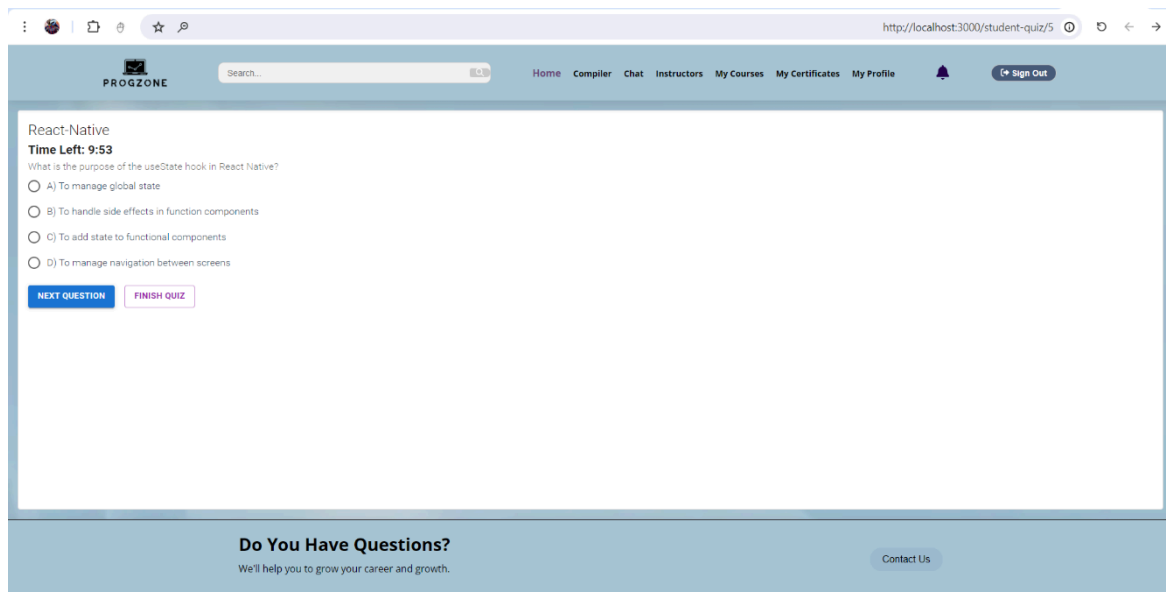 http://localhost:3000/student-quiz/5
PROGZONE
Search...
Home Compiler Chat Instructors My Courses My Certificates My Profile
Sign Out
React-Native
Time Left: 9:53
What is the purpose of the useState hook in React Native?
A) To manage global state
B) To handle side effects in function components
C) To add state to functional components
D) To manage navigation between screens
NEXT QUESTION FINISH QUIZ
Do You Have Questions?
We'll help you to grow your career and growth.
Contact Us